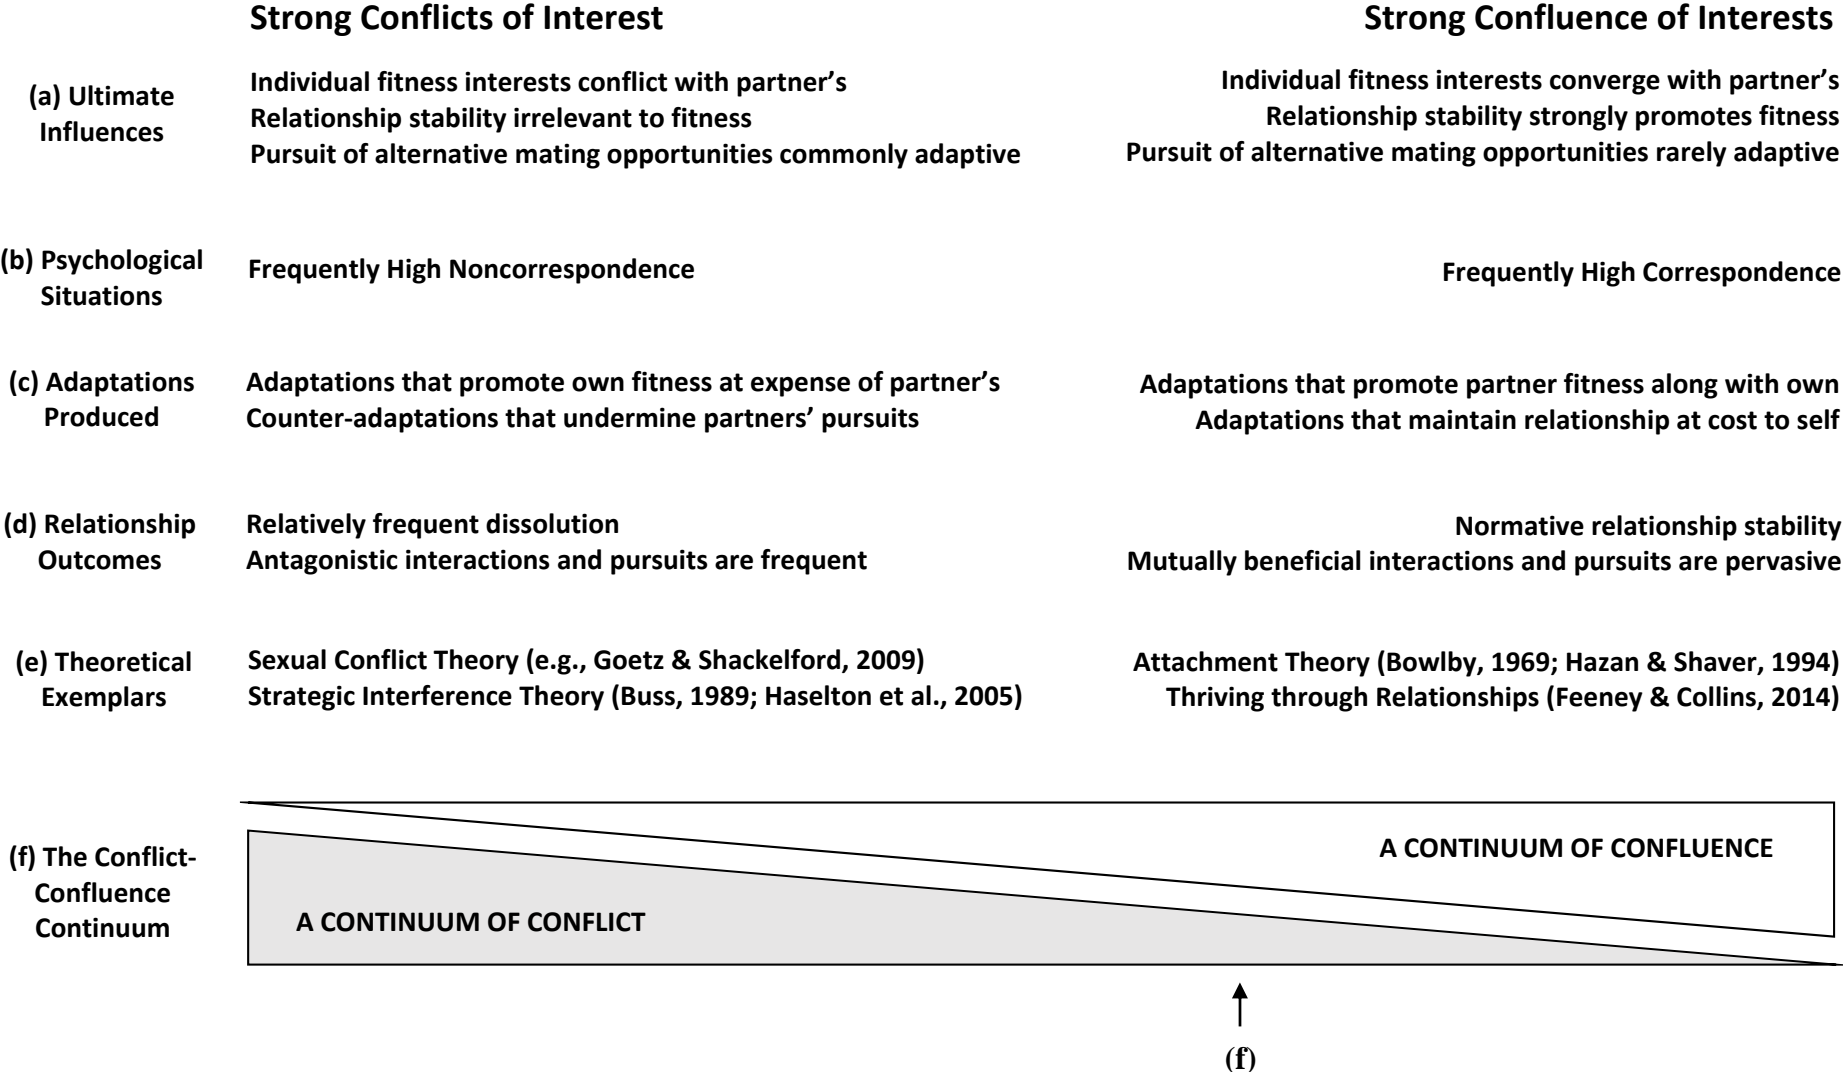 Strong Conflicts of Interest
Strong Confluence of Interests
(a) Ultimate
Influences
Individual fitness interests conflict with partner’s
Relationship stability irrelevant to fitness
Pursuit of alternative mating opportunities commonly adaptive
Individual fitness interests converge with partner’s
Relationship stability strongly promotes fitness
Pursuit of alternative mating opportunities rarely adaptive
(b) Psychological
Situations
Frequently High Noncorrespondence
Frequently High Correspondence
(c) Adaptations
Produced
Adaptations that promote own fitness at expense of partner’s
Counter-adaptations that undermine partners’ pursuits
Adaptations that promote partner fitness along with own
Adaptations that maintain relationship at cost to self
(d) Relationship
Outcomes
Relatively frequent dissolution
Antagonistic interactions and pursuits are frequent
Normative relationship stability
Mutually beneficial interactions and pursuits are pervasive
(e) Theoretical
Exemplars
Sexual Conflict Theory (e.g., Goetz & Shackelford, 2009)
Strategic Interference Theory (Buss, 1989; Haselton et al., 2005)
Attachment Theory (Bowlby, 1969; Hazan & Shaver, 1994)
Thriving through Relationships (Feeney & Collins, 2014)
(f) The Conflict-
Confluence
Continuum
A CONTINUUM OF CONFLUENCE
A CONTINUUM OF CONFLICT
(f)